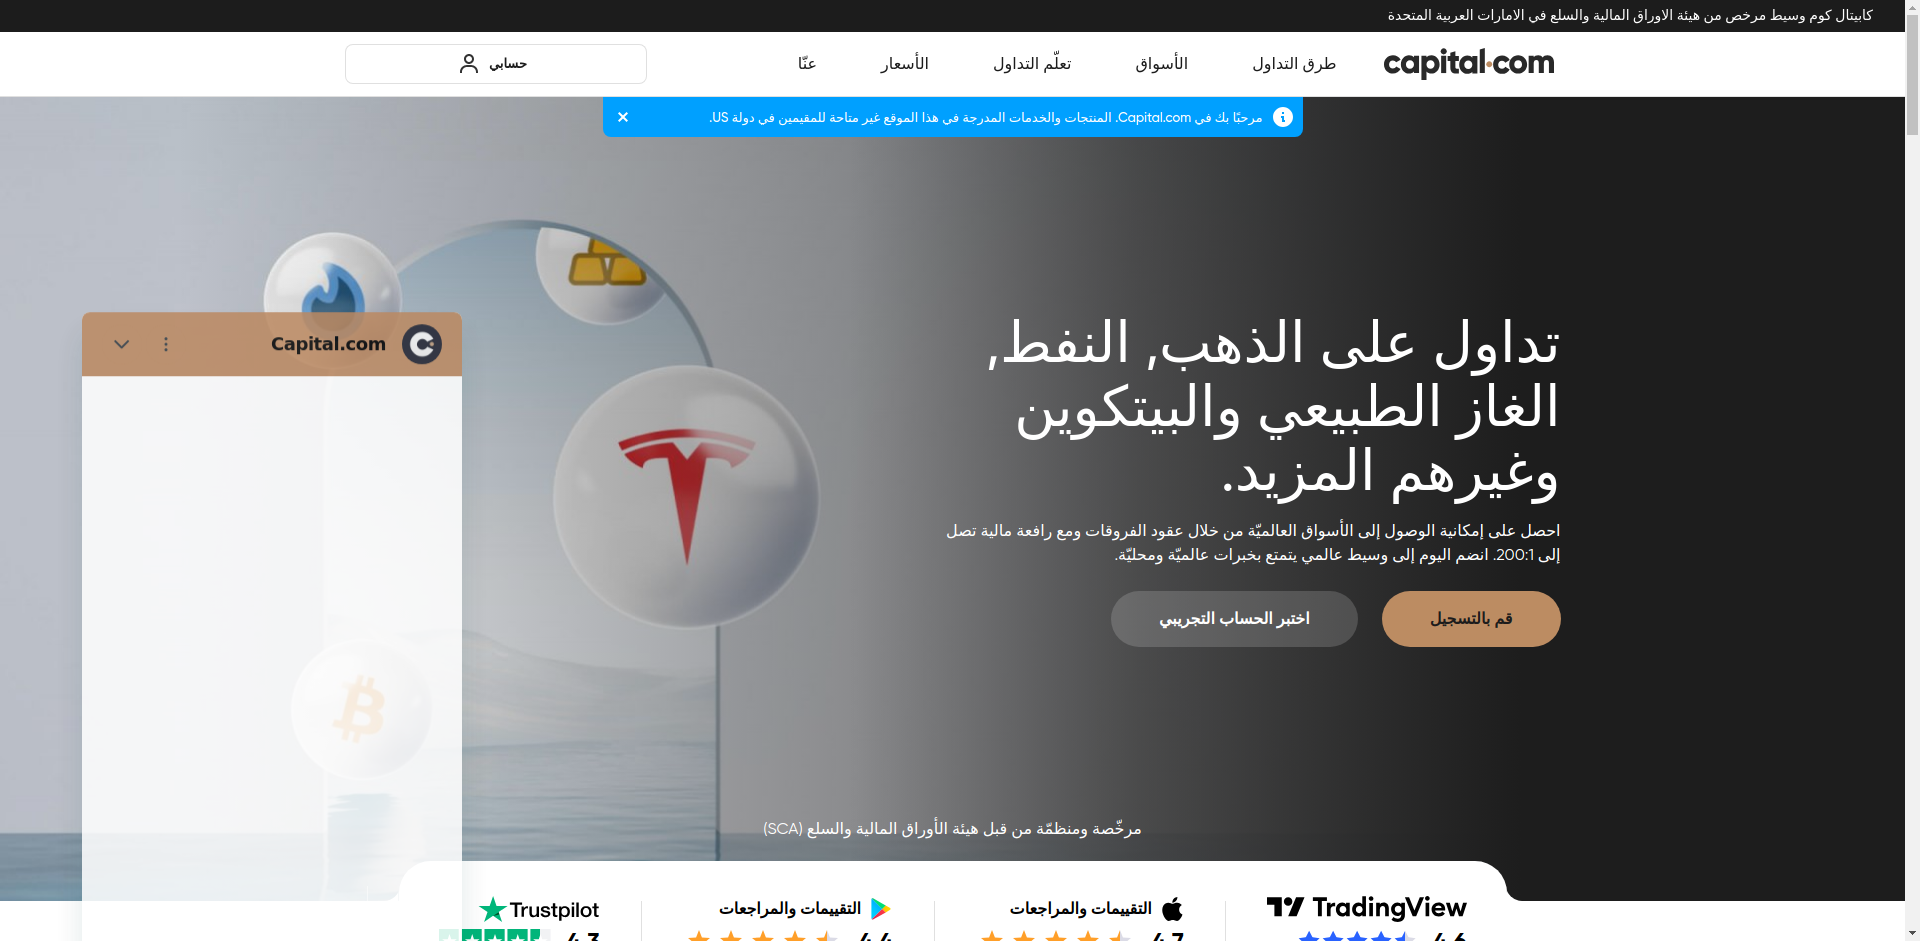 كابيتال كوم وسيط مرخص من هيئة الاوراق المالية والسلع في الامارات العربية المتحدة
capital.com
طرق التداول
الأسواق
تعلّم التداول
الأسعار
عنّا
حسابي
مرحبًا بك في Capital.com. المنتجات والخدمات المدرجة في هذا الموقع غير متاحة للمقيمين في دولة US.
Capital.com
تداول على الذهب, النفط,
الغاز الطبيعي والبيتكوين
وغيرهم المزيد.
احصل على إمكانية الوصول إلى الأسواق العالميّة من خلال عقود الفروقات ومع رافعة مالية تصل
إلى 200:1. انضم اليوم إلى وسيط عالمي يتمتع بخبرات عالميّة ومحليّة.
قم بالتسجيل
اختبر الحساب التجريبي
مرخّصة ومنظمّة من قبل هيئة الأوراق المالية والسلع (SCA)
TradingView
التقييمات والمراجعات
التقييمات والمراجعات
Trustpilot
4.6
4.7
4.4
4.3